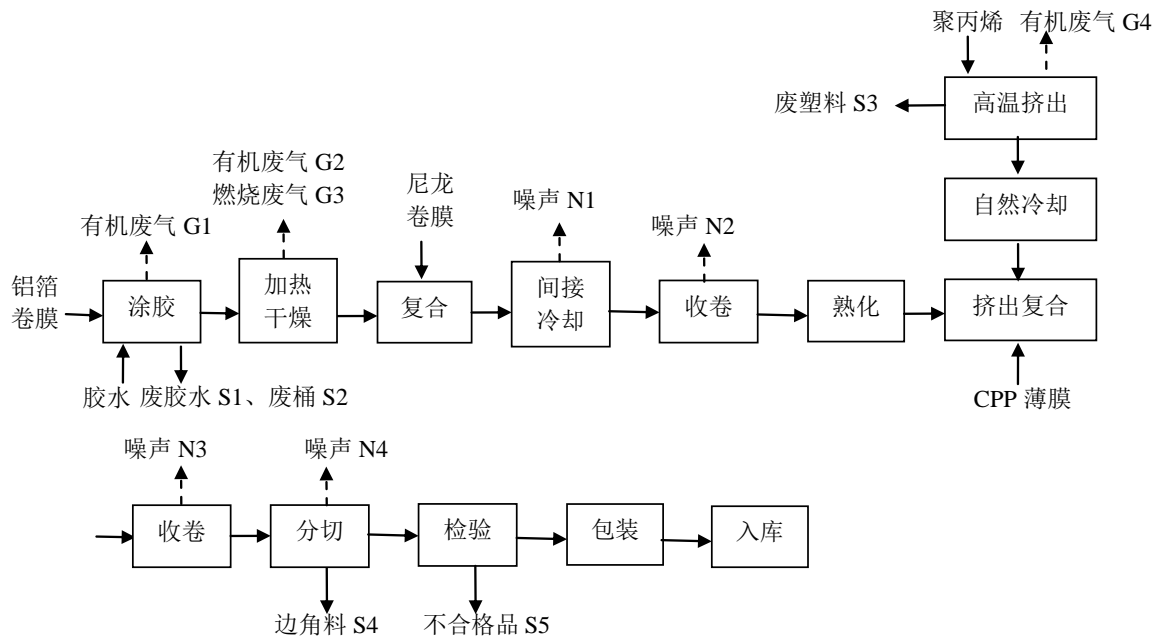 聚丙烯 有机废气 G4
废塑料 S3
高温挤出
有机废气 G2
燃烧废气 G3
尼龙
卷膜
噪声 N1
自然冷却
有机废气 G1
噪声 N2
铝箔
卷膜
涂胶
加热
干燥
复合
间接
冷却
收卷
熟化
挤出复合
胶水 废胶水 S1、废桶 S2
CPP 薄膜
噪声 N3
噪声 N4
收卷
分切
检验
包装
入库
边角料 S4
不合格品 S5